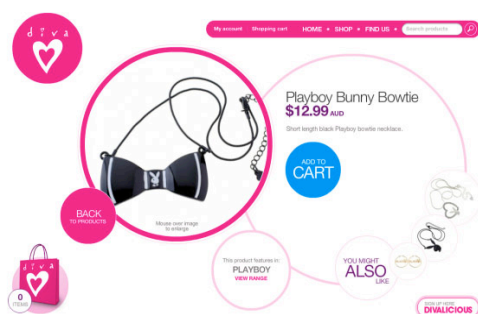 diva
My account Shopping cart HOME • SHOP • FIND US • Search products
Playboy Bunny Bowtie
$12.99 AUD
Short length black Playboy bowtie necklace.
ADD TO
CART
BACK
TO PRODUCTS
Mouse over image
to enlarge
This product features in:
PLAYBOY
VIEW RANGE
YOU MIGHT
ALSO
LIKE
diva
0
ITEMS
SIGN UP HERE
DIVALICIOUS